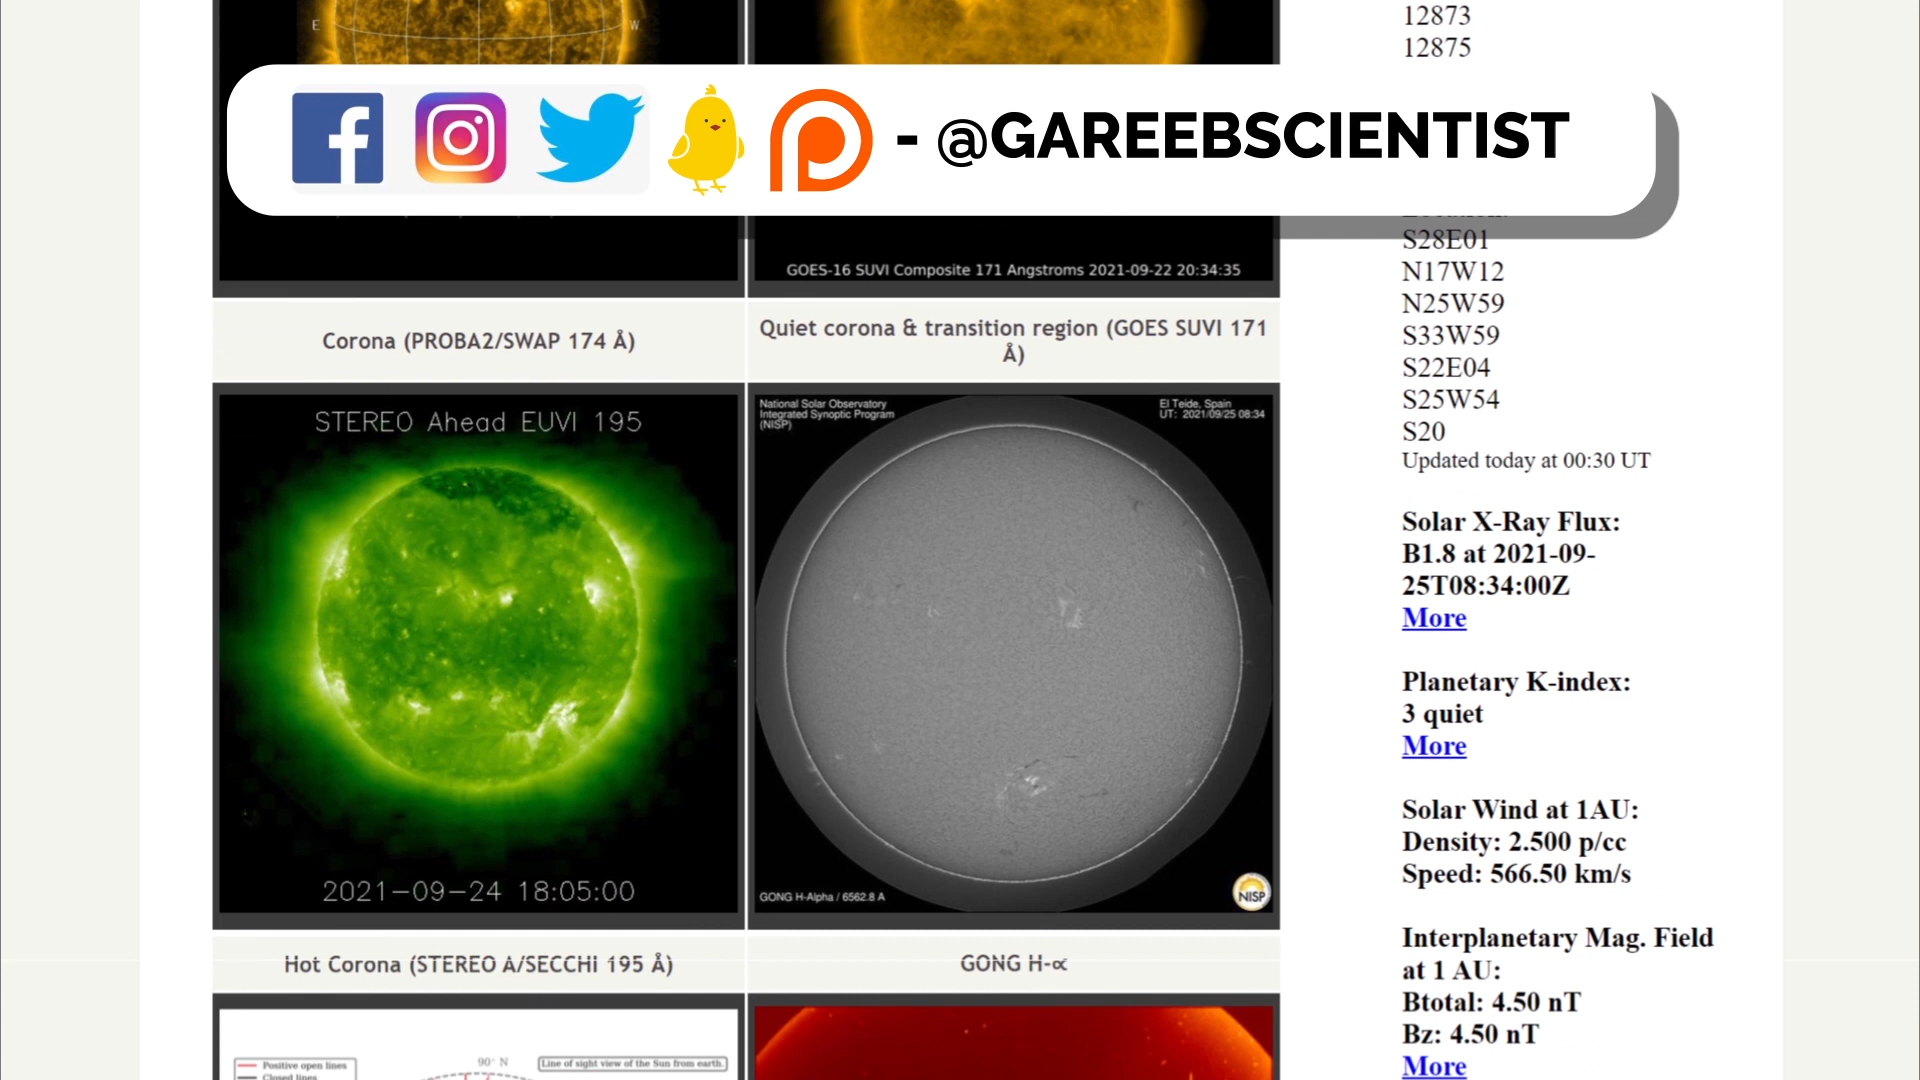 E
W
- @GAREEBSCIENTIST
GOES-16 SUVI Composite 171 Angstroms 2021-09-22 20:34:35
Corona (PROBA2/SWAP 174 Å)
Quiet corona & transition region (GOES SUVI 171
Å)
STEREO Ahead EUVI 195
2021-09-24 18:05:00
National Solar Observatory
Integrated Synoptic Program
(NISP)
El Teide, Spain
UT: 2021/09/25 08:34
GONG H-Alpha / 6562.8 A
NISP
Hot Corona (STEREO A/SECCHI 195 Å)
GONG H-∝
Positive open lines
Closed lines
90° N
Line of sight view of the Sun from earth.
12873
12875
S28E01
N17W12
N25W59
S33W59
S22E04
S25W54
S20
Updated today at 00:30 UT
Solar X-Ray Flux:
B1.8 at 2021-09-
25T08:34:00Z
More
Planetary K-index:
3 quiet
More
Solar Wind at 1AU:
Density: 2.500 p/cc
Speed: 566.50 km/s
Interplanetary Mag. Field
at 1 AU:
Btotal: 4.50 nT
Bz: 4.50 nT
More